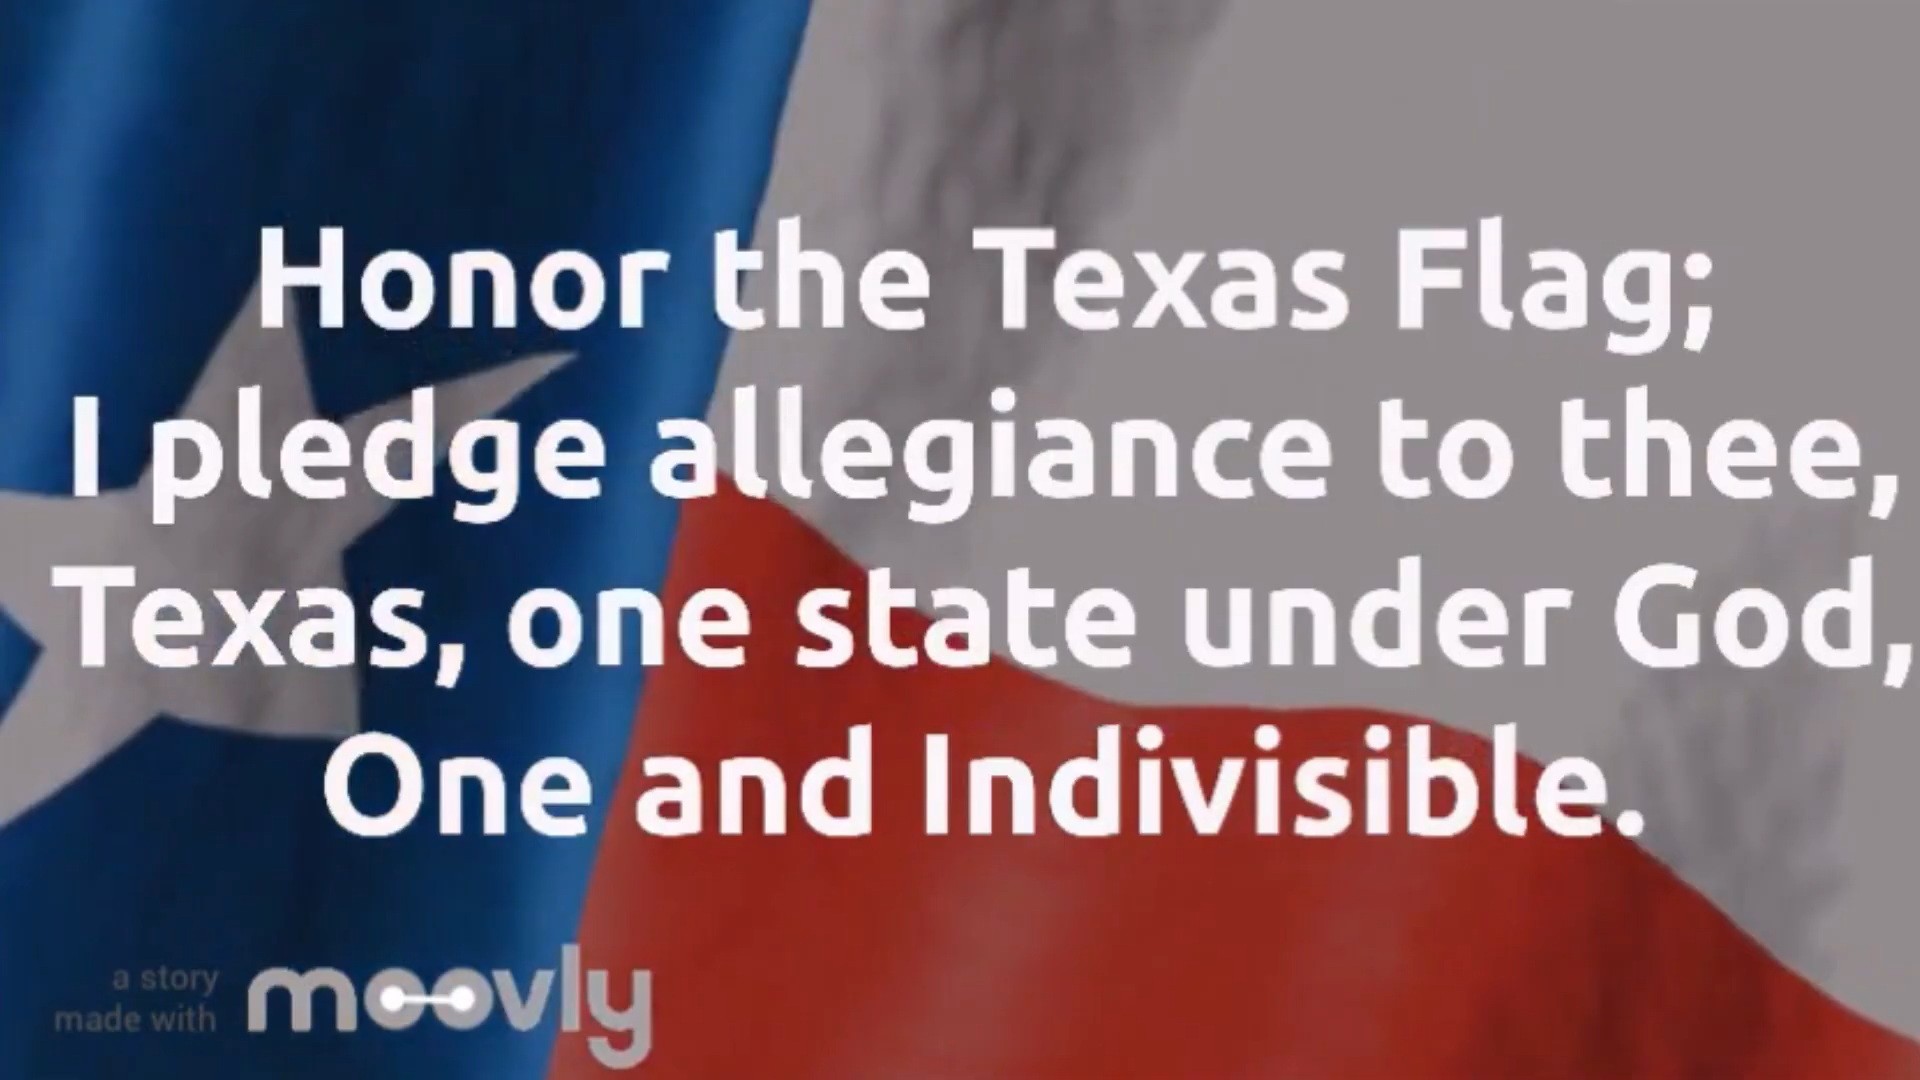 Honor the Texas Flag;
I pledge allegiance to thee,
Texas, one state under God,
One and Indivisible.
a story
made with
moovly